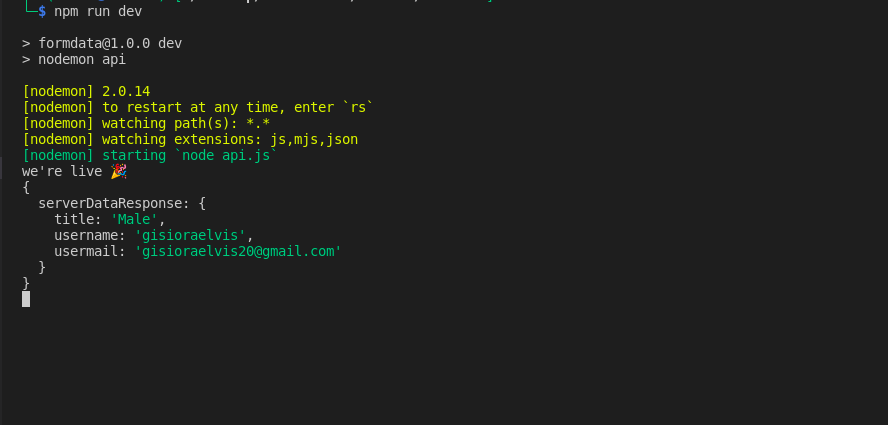 └─$ npm run dev
> formdata@1.0.0 dev
> nodemon api
[nodemon] 2.0.14
[nodemon] to restart at any time, enter `rs`
[nodemon] watching path(s): *.*
[nodemon] watching extensions: js,mjs,json
[nodemon] starting `node api.js`
we're live 🎉
{
  serverDataResponse: {
    title: 'Male',
    username: 'gisioraelvis',
    usermail: 'gisioraelvis20@gmail.com'
  }
}